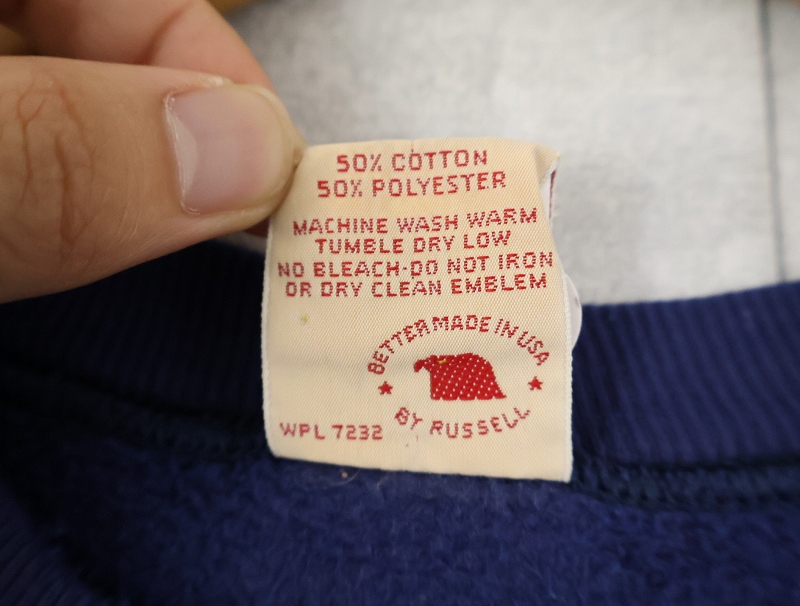 50% COTTON
50% POLYESTER
MACHINE WASH WARM
TUMBLE DRY LOW
NO BLEACH·DO NOT IRON
OR DRY CLEAN EMBLEM
BETTER MADE IN USA
BY RUSSELL
WPL 7232